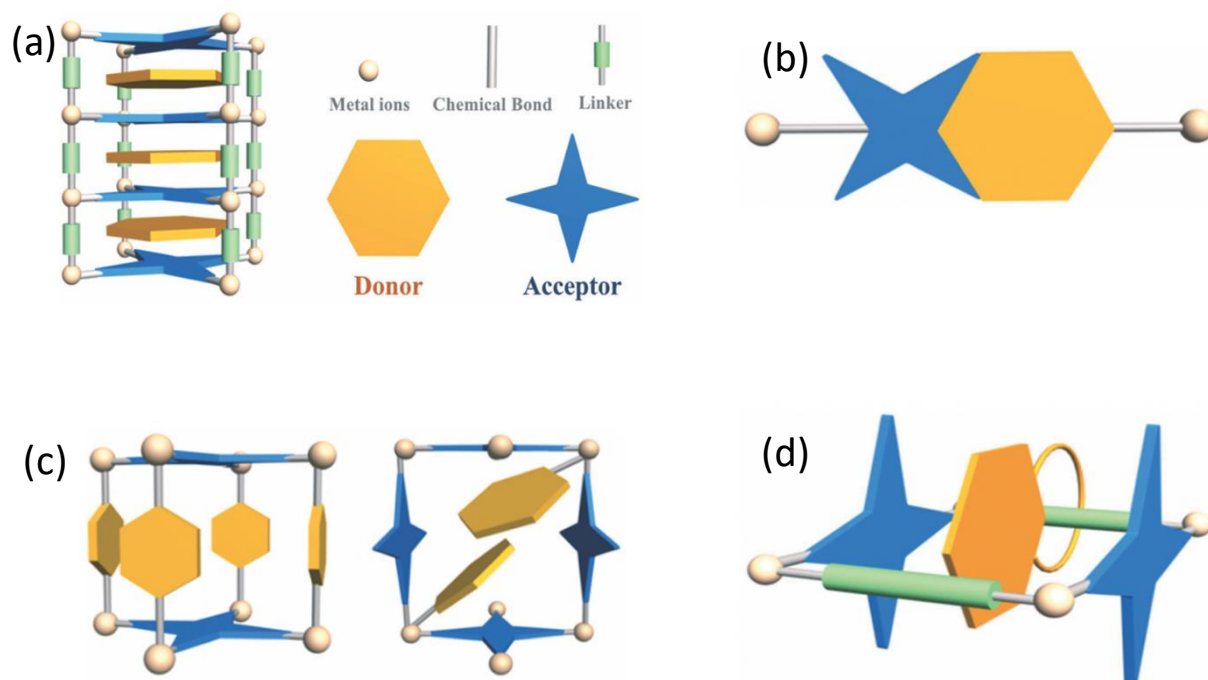 (a)
Metal ions Chemical Bond Linker
Donor Acceptor
(b)
(c)
(d)